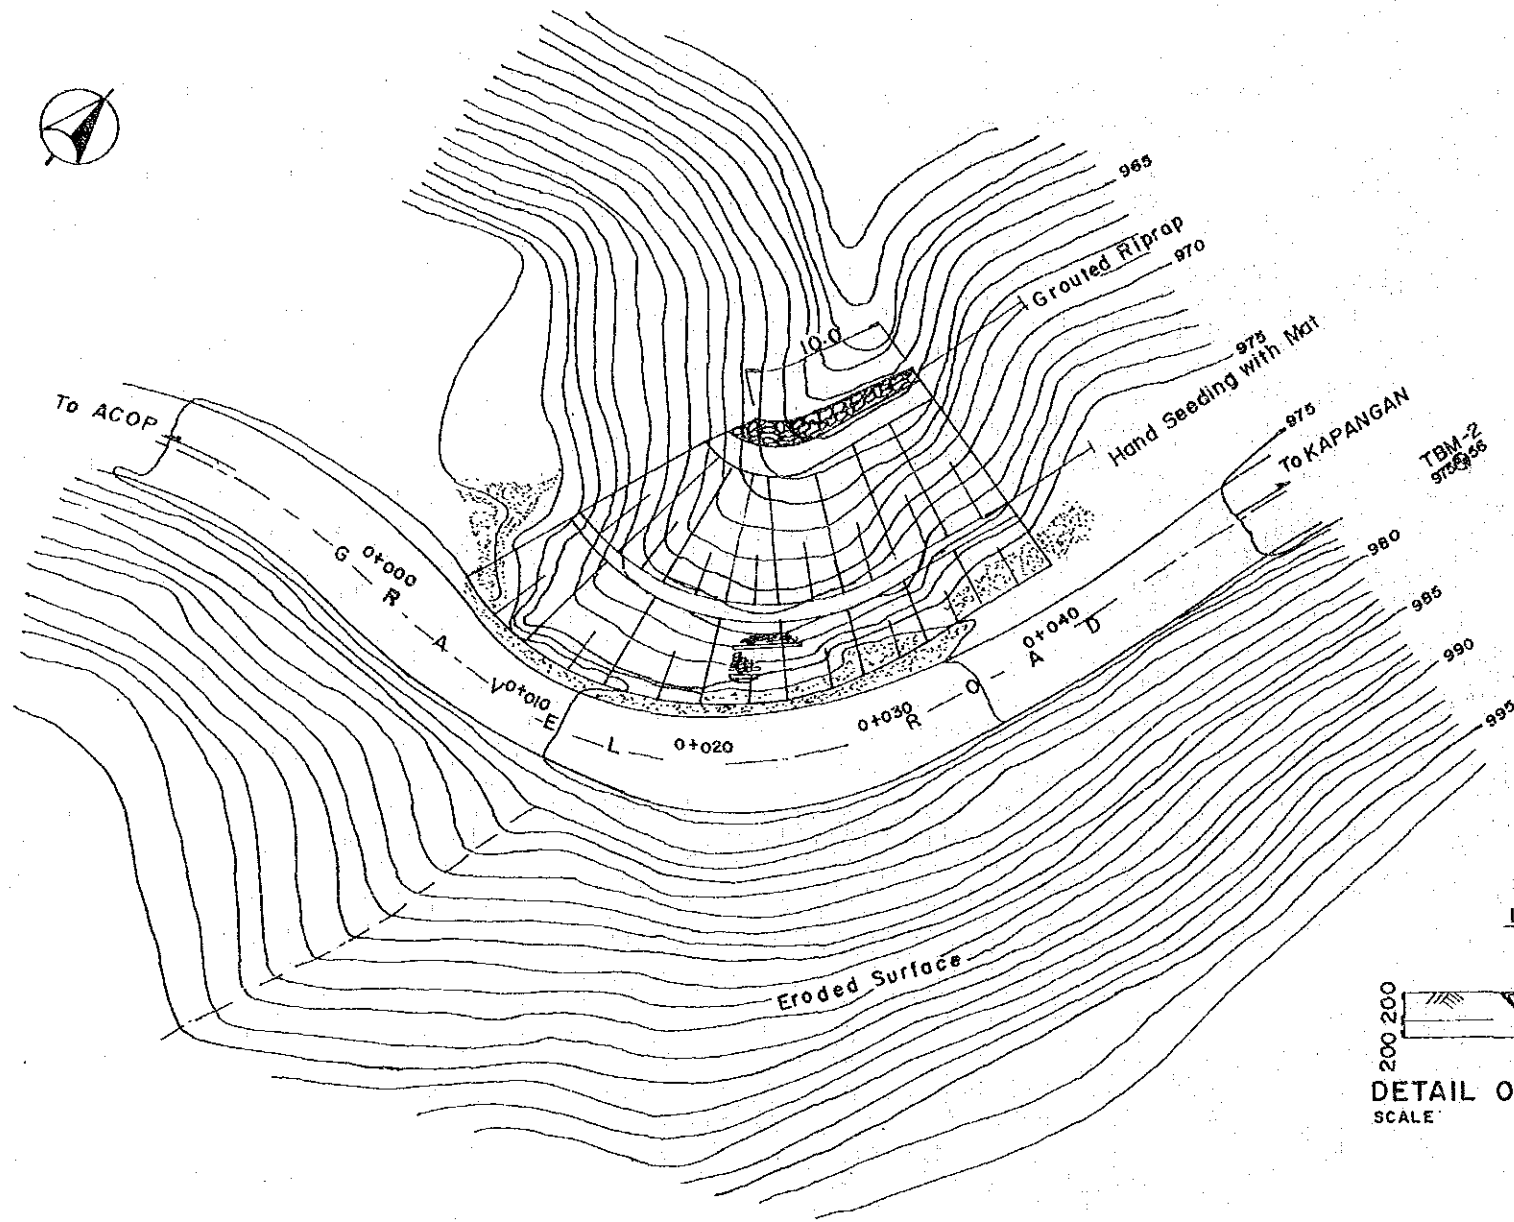 965
Grouted Riprap
970
10.0
975
Hand Seeding with Mat
975
To KAPANGAN
TBM-2
To ACOP
GRAVEL ROAD
0+000
0+010
0+020
0+030
0+040
980
985
990
995
Eroded Surface
200 200
DETAIL O
SCALE